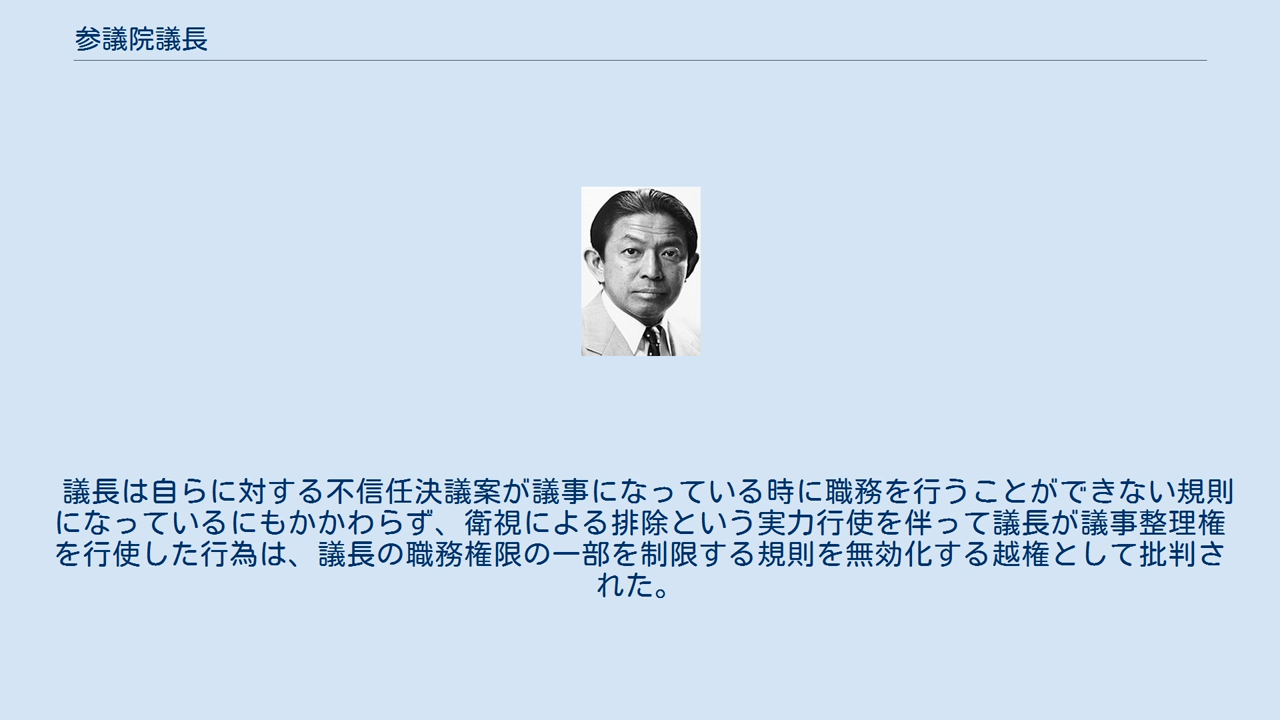 参議院議長
議長は自らに対する不信任決議案が議事になっている時に職務を行うことができない規則
になっているにもかかわらず、衛視による排除という実力行使を伴って議長が議事整理権
を行使した行為は、議長の職務権限の一部を制限する規則を無効化する越権として批判さ
れた。